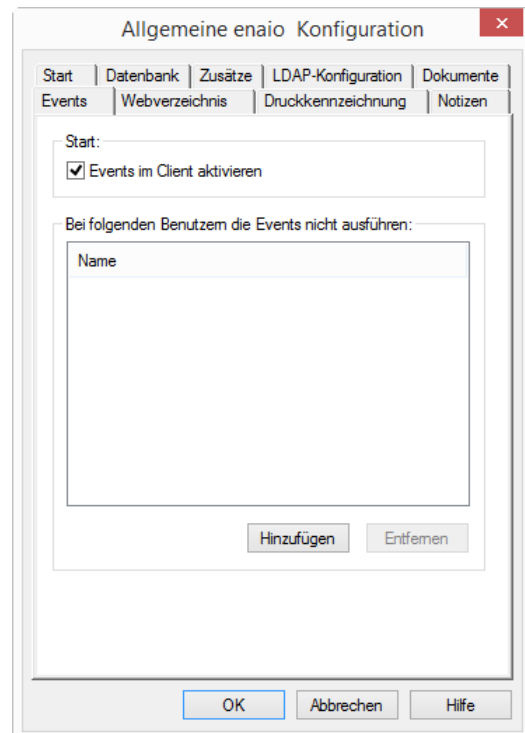 Allgemeine enaio Konfiguration
Start Datenbank Zusätze LDAP-Konfiguration Dokumente
Events Webverzeichnis Druckkennzeichnung Notizen
Start:
Events im Client aktivieren
Bei folgenden Benutzern die Events nicht ausführen:
Name
Hinzufügen Entfernen
OK Abbrechen Hilfe